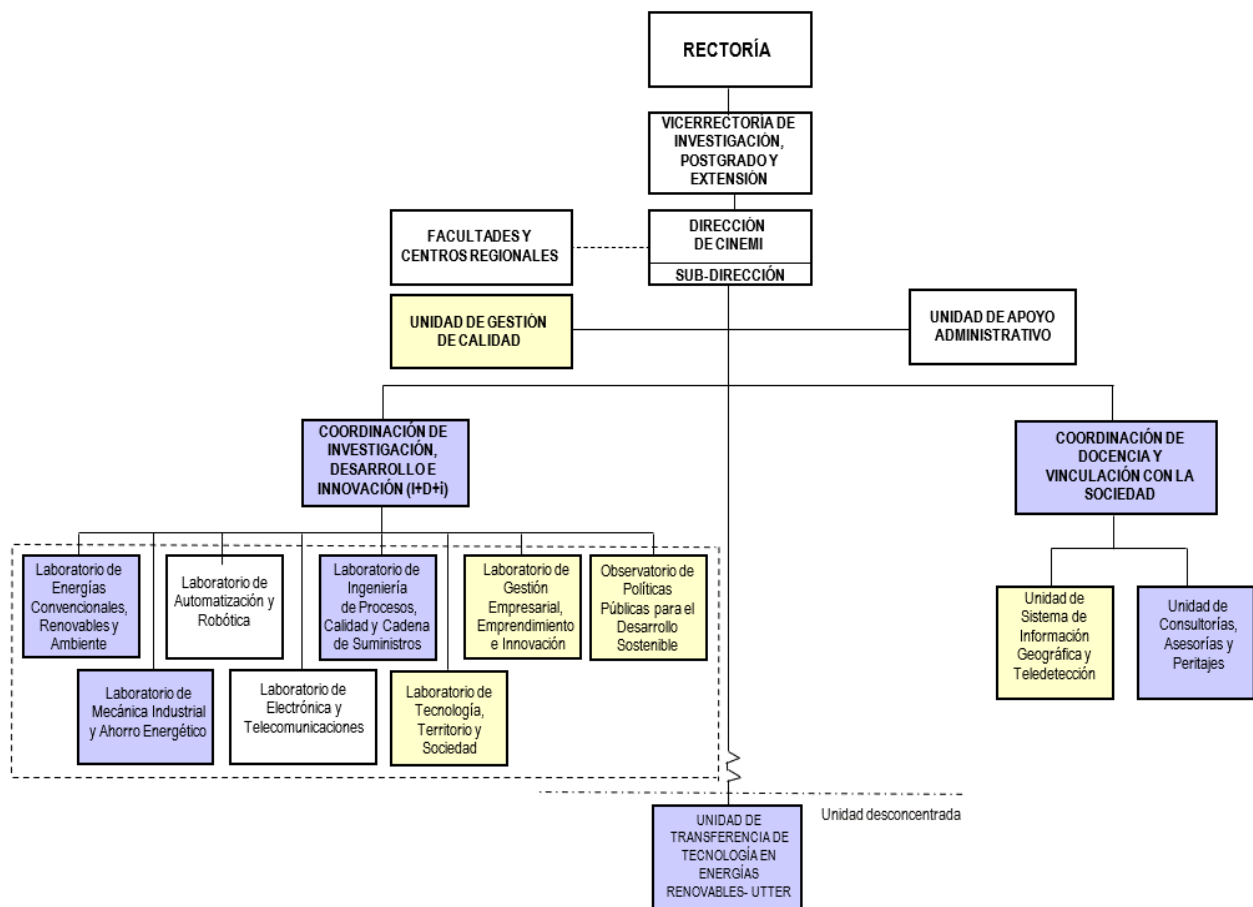 RECTORÍA
VICERRECTORÍA DE
INVESTIGACIÓN,
POSTGRADO Y
EXTENSIÓN
FACULTADES Y
CENTROS REGIONALES
DIRECCIÓN
DE CINEMI
SUB-DIRECCIÓN
UNIDAD DE GESTIÓN
DE CALIDAD
UNIDAD DE APOYO
ADMINISTRATIVO
COORDINACIÓN DE
INVESTIGACIÓN,
DESARROLLO E
INNOVACIÓN (I+D+i)
COORDINACIÓN DE
DOCENCIA Y
VINCULACIÓN CON LA
SOCIEDAD
Laboratorio de
Energías
Convencionales,
Renovables y
Ambiente
Laboratorio de
Automatización y
Robótica
Laboratorio de
Ingeniería
de Procesos,
Calidad y Cadena
de Suministros
Laboratorio de
Gestión
Empresarial,
Emprendimiento
e Innovación
Observatorio de
Políticas
Públicas para el
Desarrollo
Sostenible
Laboratorio de
Mecánica Industrial
y Ahorro Energético
Laboratorio de
Electrónica y
Telecomunicaciones
Laboratorio de
Tecnología,
Territorio y
Sociedad
Unidad de
Sistema de
Información
Geográfica y
Teledetección
Unidad de
Consultorías,
Asesorías y
Peritajes
Unidad desconcentrada
UNIDAD DE
TRANSFERENCIA DE
TECNOLOGÍA EN
ENERGÍAS
RENOVABLES- UTTER